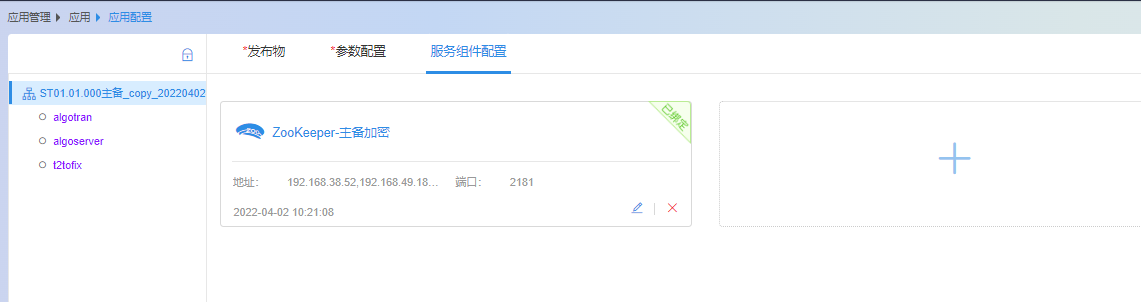 应用管理 应用 应用配置
*发布物 *参数配置 服务组件配置
ST01.01.000主备_copy_20220402
algotran
algoserver
t2tofix
已绑定
ZOO
ZooKeeper-主备加密
地址: 192.168.38.52,192.168.49.18... 端口: 2181
2022-04-02 10:21:08